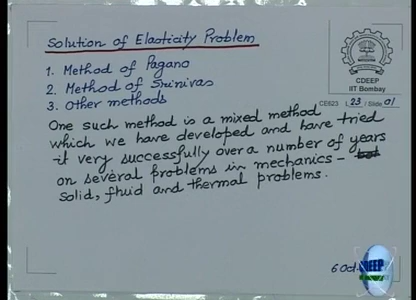 Solution of Elasticity Problem
1. Method of Pagano
2. Method of Srinivas
3. Other methods
CDEEP
IIT Bombay
CE623 L 23 / Slide 01
One such method is a mixed method
which we have developed and have tried
it very successfully over a number of years
on several problems in mechanics -
solid, fluid and thermal problems.
6 Oct
CDEEP